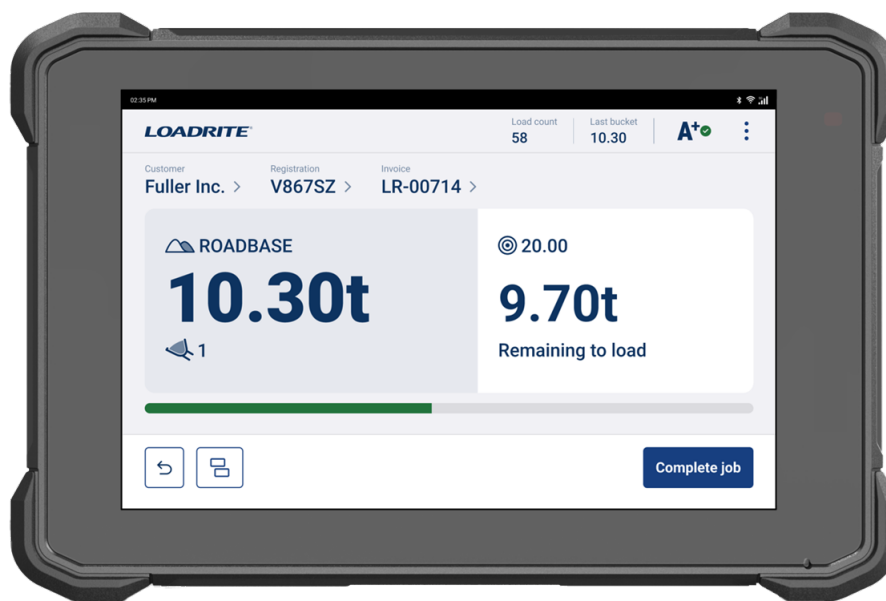 02:35 PM
LOADRITE
Load count
58
Last bucket
10.30
A+
Customer
Fuller Inc. >
Registration
V867SZ >
Invoice
LR-00714 >
ROADBASE
10.30t
1
20.00
9.70t
Remaining to load
Complete job